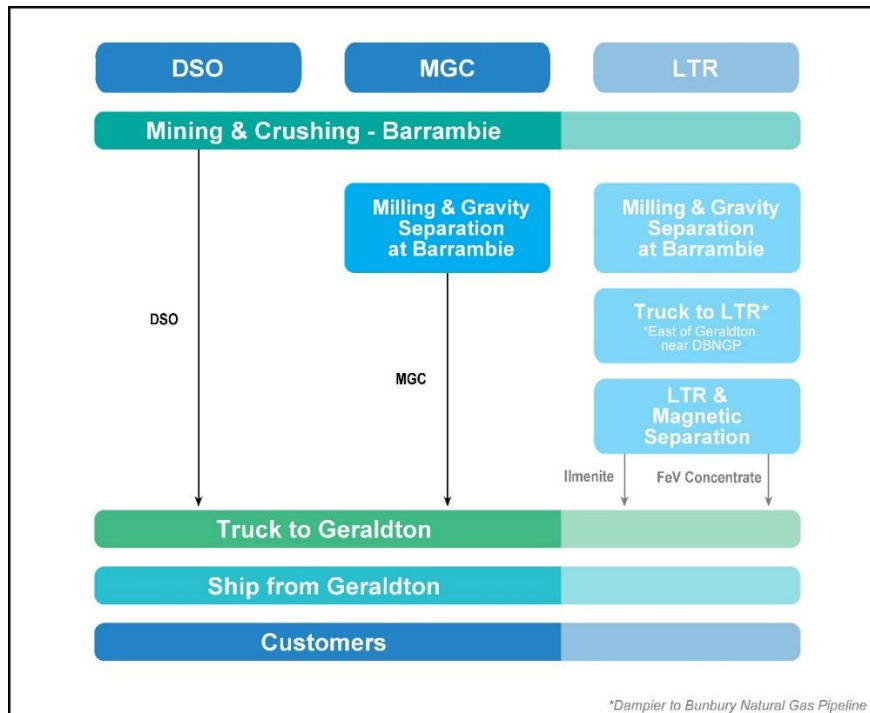 DSO
MGC
LTR
Mining & Crushing - Barrambie
Milling & Gravity
Separation
at Barrambie
Milling & Gravity
Separation
at Barrambie
Truck to LTR*
*East of Geraldton.
near DBNGP
DSO
MGC
LTR &
Magnetic
Separation
Ilmenite
FeV Concentrate
Truck to Geraldton
Ship from Geraldton
Customers
*Dampier to Bunbury Natural Gas Pipeline